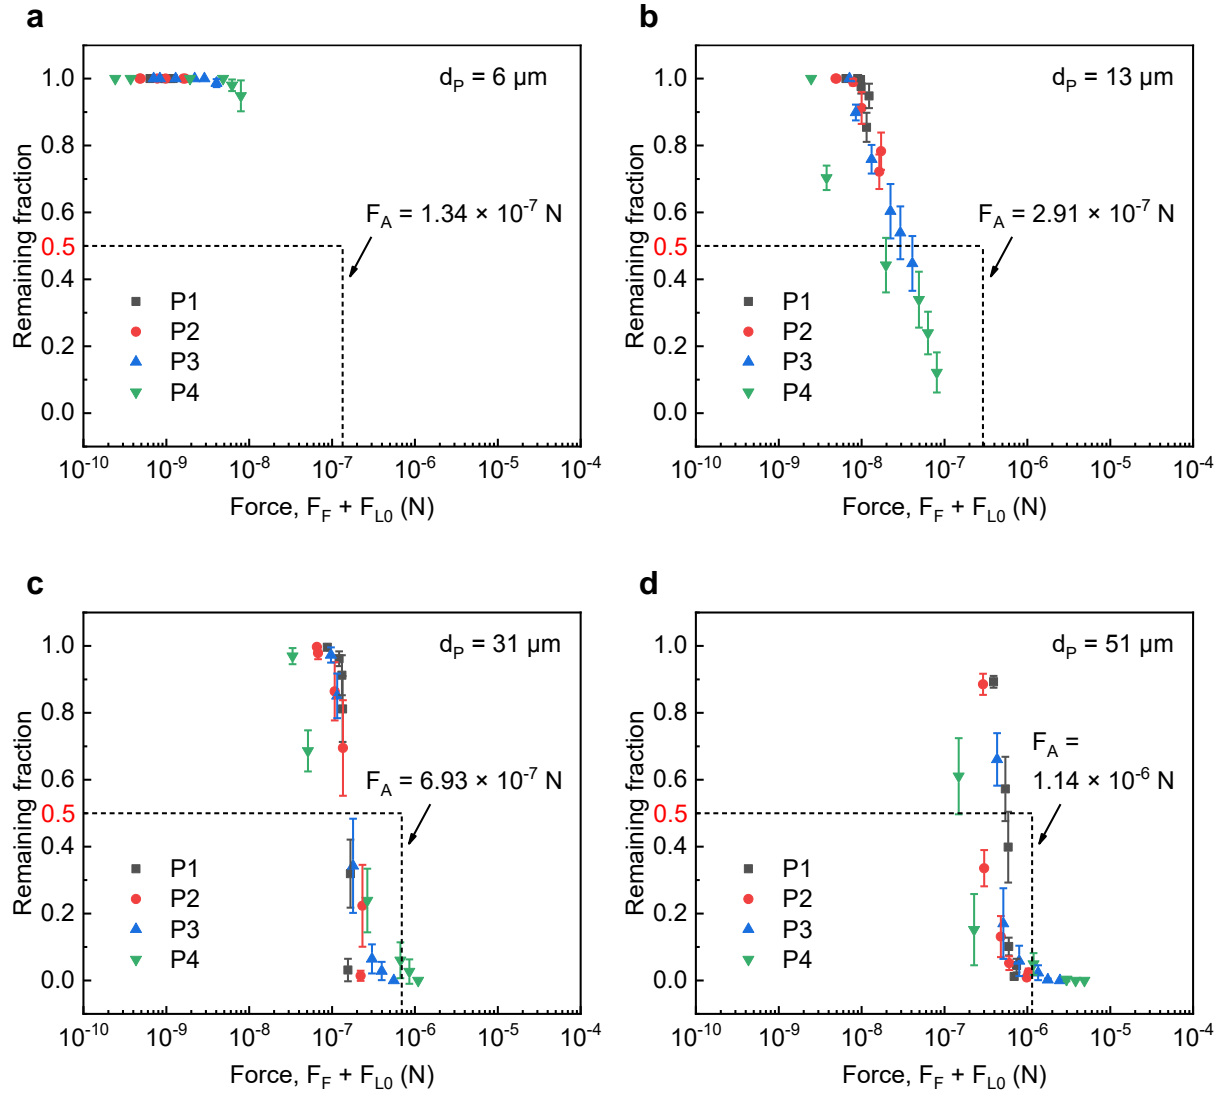 a
d_P = 6 µm
1.0
0.8
0.6
0.5
0.4
0.2
0.0
Remaining fraction
F_A = 1.34 × 10^-7 N
P1
P2
P3
P4
10^-10
10^-9
10^-8
10^-7
10^-6
10^-5
10^-4
Force, F_F + F_L0 (N)
b
d_P = 13 µm
1.0
0.8
0.6
0.5
0.4
0.2
0.0
Remaining fraction
F_A = 2.91 × 10^-7 N
P1
P2
P3
P4
10^-10
10^-9
10^-8
10^-7
10^-6
10^-5
10^-4
Force, F_F + F_L0 (N)
c
d_P = 31 µm
1.0
0.8
0.6
0.5
0.4
0.2
0.0
Remaining fraction
F_A = 6.93 × 10^-7 N
P1
P2
P3
P4
10^-10
10^-9
10^-8
10^-7
10^-6
10^-5
10^-4
Force, F_F + F_L0 (N)
d
d_P = 51 µm
1.0
0.8
0.6
0.5
0.4
0.2
0.0
Remaining fraction
F_A =
1.14 × 10^-6 N
P1
P2
P3
P4
10^-10
10^-9
10^-8
10^-7
10^-6
10^-5
10^-4
Force, F_F + F_L0 (N)